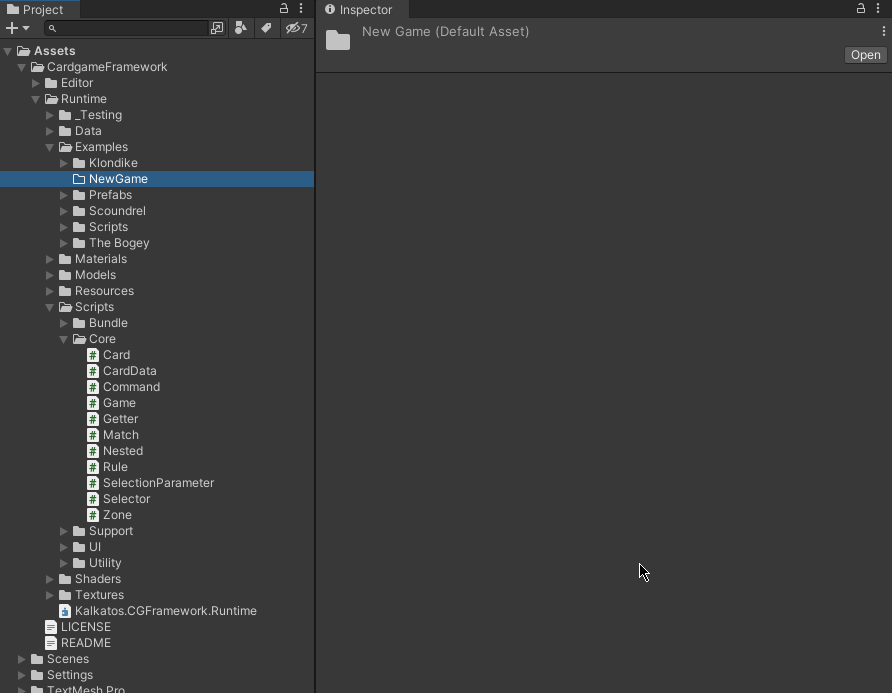 Project
7
Assets
CardgameFramework
Editor
Runtime
_Testing
Data
Examples
Klondike
NewGame
Prefabs
Scoundrel
Scripts
The Bogey
Materials
Models
Resources
Scripts
Bundle
Core
Card
CardData
Command
Game
Getter
Match
Nested
Rule
SelectionParameter
Selector
Zone
Support
UI
Utility
Shaders
Textures
Kalkatos.CGFramework.Runtime
LICENSE
README
Scenes
Settings
TextMesh Pro
Inspector
New Game (Default Asset)
Open